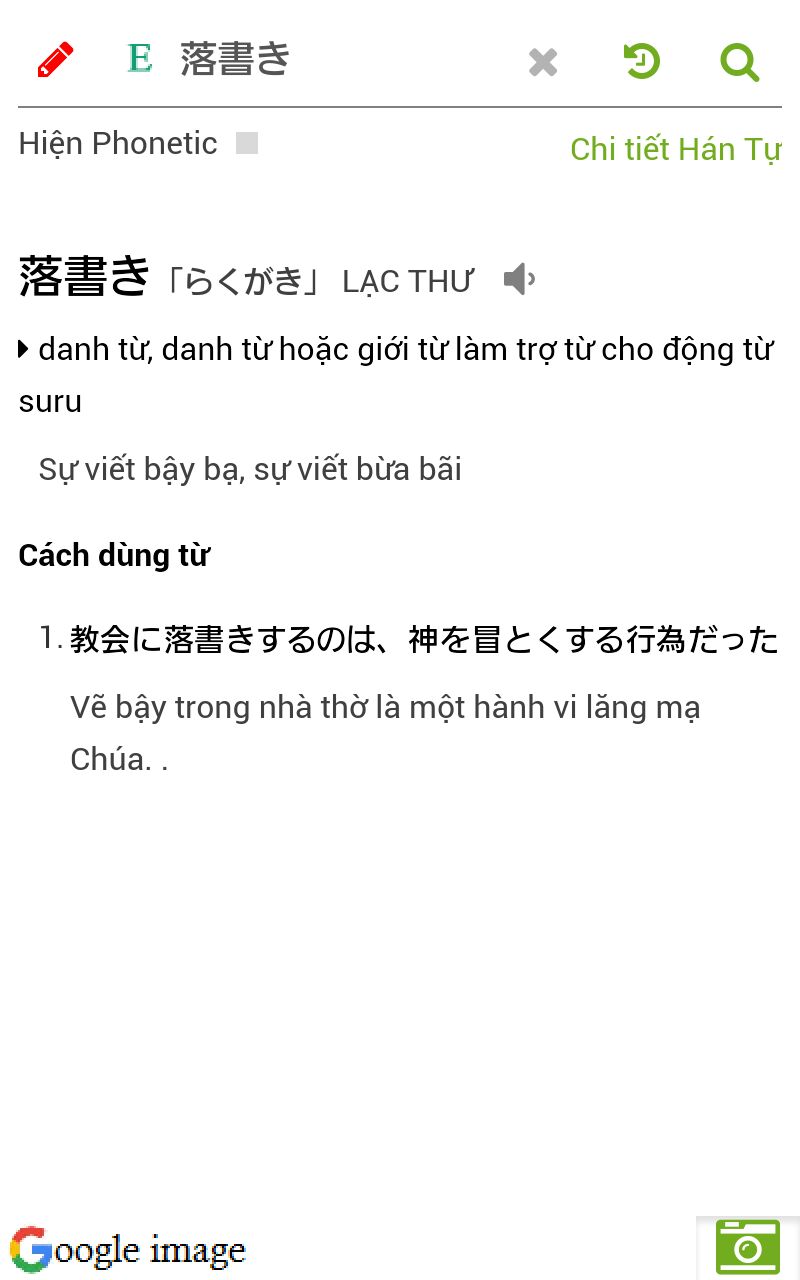 E 落書き
Hiện Phonetic
Chi tiết Hán Tự
落書き「らくがき」 LẠC THƯ
danh từ, danh từ hoặc giới từ làm trợ từ cho động từ
suru
Sự viết bậy bạ, sự viết bừa bãi
Cách dùng từ
1. 教会に落書きするのは、神を冒とくする行為だった
Vẽ bậy trong nhà thờ là một hành vi lăng mạ
Chúa. .
Google image